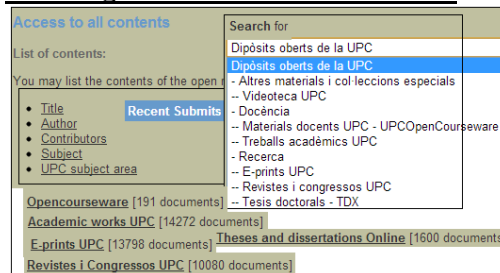 Access to all contents
List of contents:
You may list the contents of the open
Title
Author
Contributors
Subject
UPC subject area
Recent Submits
Search for
Dipòsits oberts de la UPC
Dipòsits oberts de la UPC
- Altres materials i col·leccions especials
-- Videoteca UPC
- Docència
-- Materials docents UPC - UPCOpenCourseware
-- Treballs acadèmics UPC
- Recerca
-- E-prints UPC
-- Revistes i congressos UPC
-- Tesis doctorals - TDX
Opencourseware [191 documents]
Academic works UPC [14272 documents]
E-prints UPC [13798 documents]
Theses and dissertations Online [1600 documents
Revistes i Congressos UPC [10080 documents]